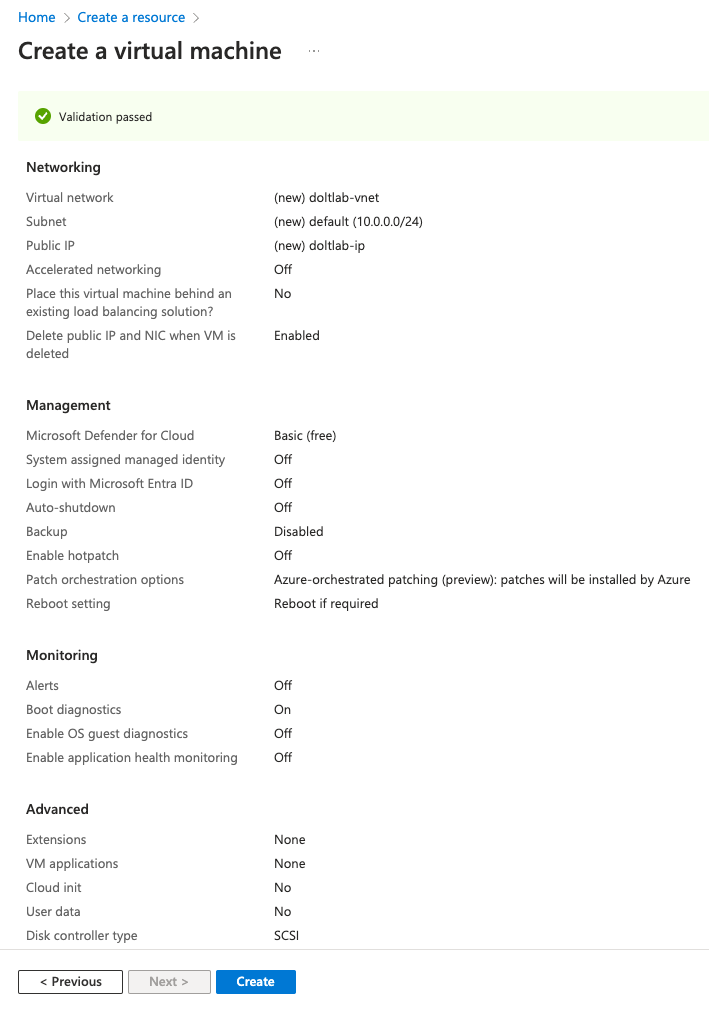 Home > Create a resource >
Create a virtual machine ...
Validation passed
Networking
Virtual network (new) doltlab-vnet
Subnet (new) default (10.0.0.0/24)
Public IP (new) doltlab-ip
Accelerated networking Off
Place this virtual machine behind an No
existing load balancing solution?
Delete public IP and NIC when VM is Enabled
deleted
Management
Microsoft Defender for Cloud Basic (free)
System assigned managed identity Off
Login with Microsoft Entra ID Off
Auto-shutdown Off
Backup Disabled
Enable hotpatch Off
Patch orchestration options Azure-orchestrated patching (preview): patches will be installed by Azure
Reboot setting Reboot if required
Monitoring
Alerts Off
Boot diagnostics On
Enable OS guest diagnostics Off
Enable application health monitoring Off
Advanced
Extensions None
VM applications None
Cloud init No
User data No
Disk controller type SCSI
< Previous Next > Create